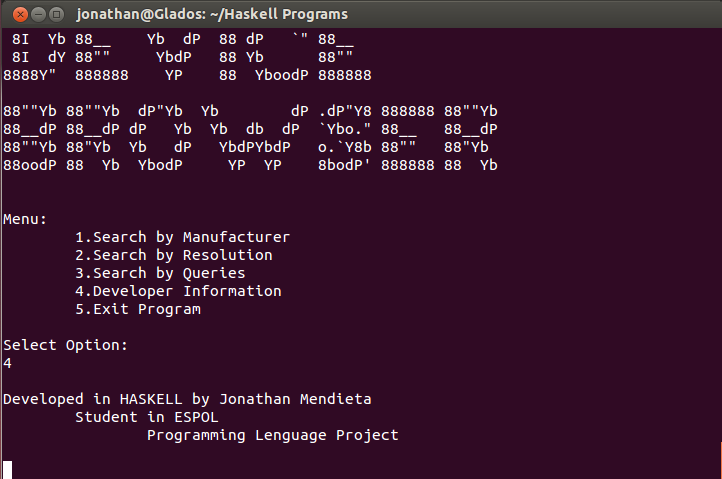 jonathan@Glados: ~/Haskell Programs
 8I  Yb 88__    Yb  dP  88 dP   `" 88__
 8I  dY 88""     YbdP   88 Yb      88""
8888Y"  888888    YP    88  YboodP 888888

88""Yb 88""Yb  dP"Yb  Yb        dP .dP"Y8 888888 88""Yb
88__dP 88__dP dP   Yb  Yb  db  dP  `Ybo." 88__   88__dP
88""Yb 88"Yb  Yb   dP   YbdPYbdP   o.`Y8b 88""   88"Yb
88oodP 88  Yb  YbodP     YP  YP    8bodP' 888888 88  Yb
Menu:
        1.Search by Manufacturer
        2.Search by Resolution
        3.Search by Queries
        4.Developer Information
        5.Exit Program
Select Option:
4
Developed in HASKELL by Jonathan Mendieta
        Student in ESPOL
                Programming Lenguage Project